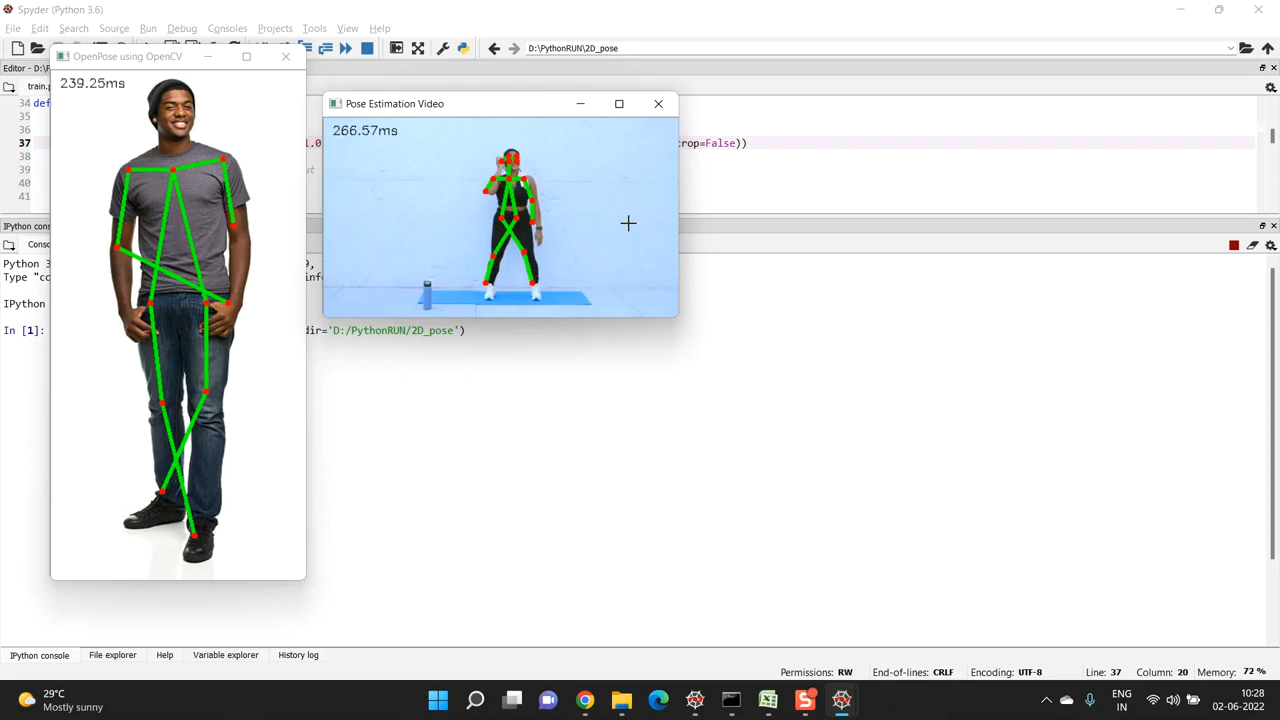 Spyder (Python 3.6)
File Edit Search Source Run Debug Consoles Projects Tools View Help
D:\PythonRUN\2D_pose
OpenPose using OpenCV
Editor - D:\
train.
239.25ms
Pose Estimation Video
266.57ms
34 def
35
36
37 1.0 crop=False))
38
39
40
41
IPython
Python 3
Type "co
IPython
In [1]: dir='D:/PythonRUN/2D_pose')
IPython console File explorer Help Variable explorer History log
Permissions: RW End-of-lines: CRLF Encoding: UTF-8 Line: 37 Column: 20 Memory: 72 %
29°C
Mostly sunny
ENG
IN
10:28
02-06-2022